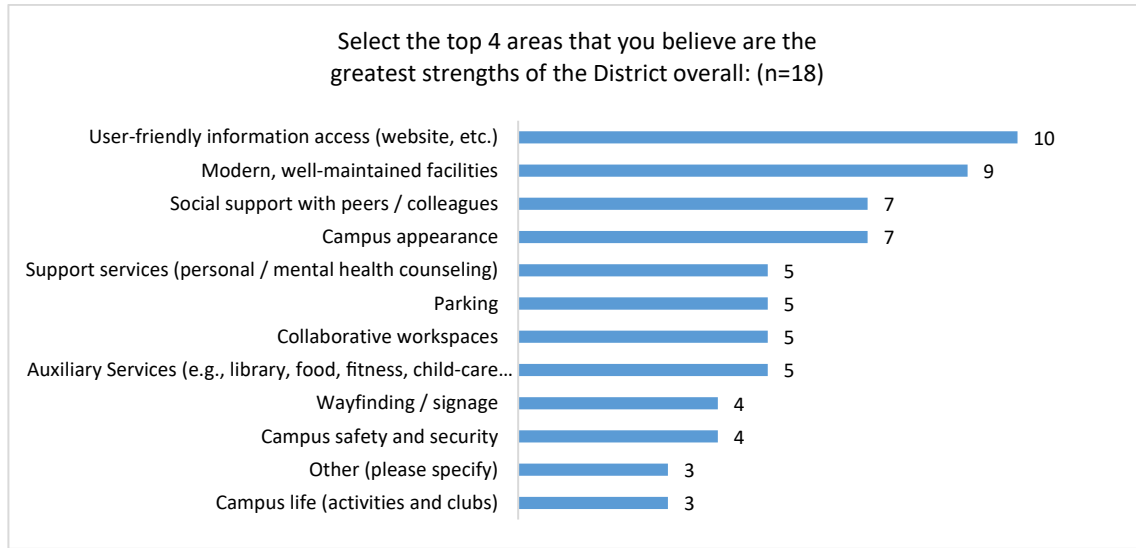 Select the top 4 areas that you believe are the
greatest strengths of the District overall: (n=18)
User-friendly information access (website, etc.) 10
Modern, well-maintained facilities 9
Social support with peers / colleagues 7
Campus appearance 7
Support services (personal / mental health counseling) 5
Parking 5
Collaborative workspaces 5
Auxiliary Services (e.g., library, food, fitness, child-care... 5
Wayfinding / signage 4
Campus safety and security 4
Other (please specify) 3
Campus life (activities and clubs) 3